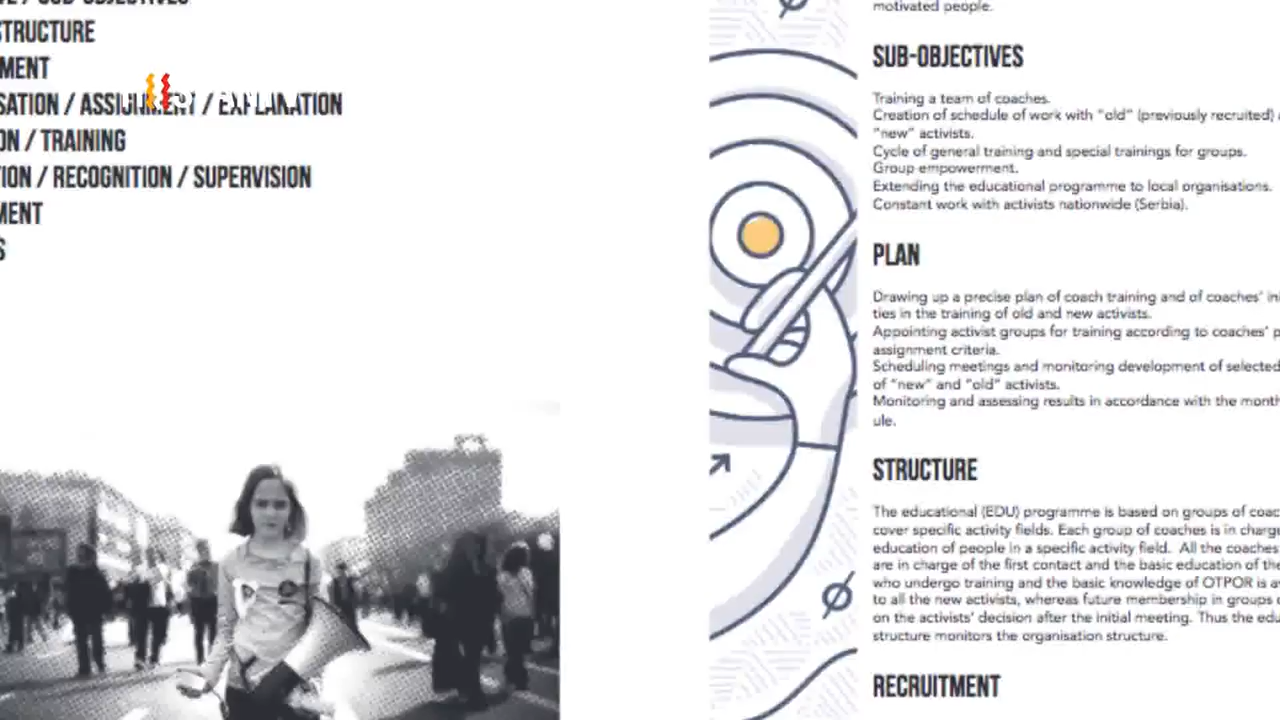 STRUCTURE
MENT
SATION / ASSIGNMENT / EXPLANATION
ON / TRAINING
TION / RECOGNITION / SUPERVISION
MENT
S
motivated people.
SUB-OBJECTIVES
Training a team of coaches.
Creation of schedule of work with "old" (previously recruited)
"new" activists.
Cycle of general training and special trainings for groups.
Group empowerment.
Extending the educational programme to local organisations.
Constant work with activists nationwide (Serbia).
PLAN
Drawing up a precise plan of coach training and of coaches' in
ties in the training of old and new activists.
Appointing activist groups for training according to coaches' p
assignment criteria.
Scheduling meetings and monitoring development of selected
of "new" and "old" activists.
Monitoring and assessing results in accordance with the month
ule.
STRUCTURE
The educational (EDU) programme is based on groups of coac
cover specific activity fields. Each group of coaches is in charge
education of people in a specific activity field. All the coaches
are in charge of the first contact and the basic education of the
who undergo training and the basic knowledge of OTPOR is a
to all the new activists, whereas future membership in groups
on the activists' decision after the initial meeting. Thus the edu
structure monitors the organisation structure.
RECRUITMENT